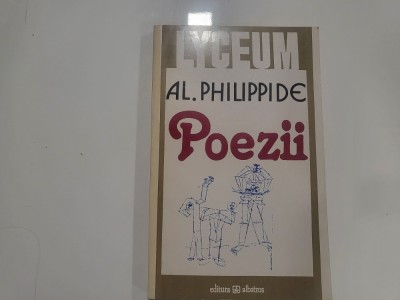 LYCEUM
AL. PHILIPPIDE
Poezii
editura albatros